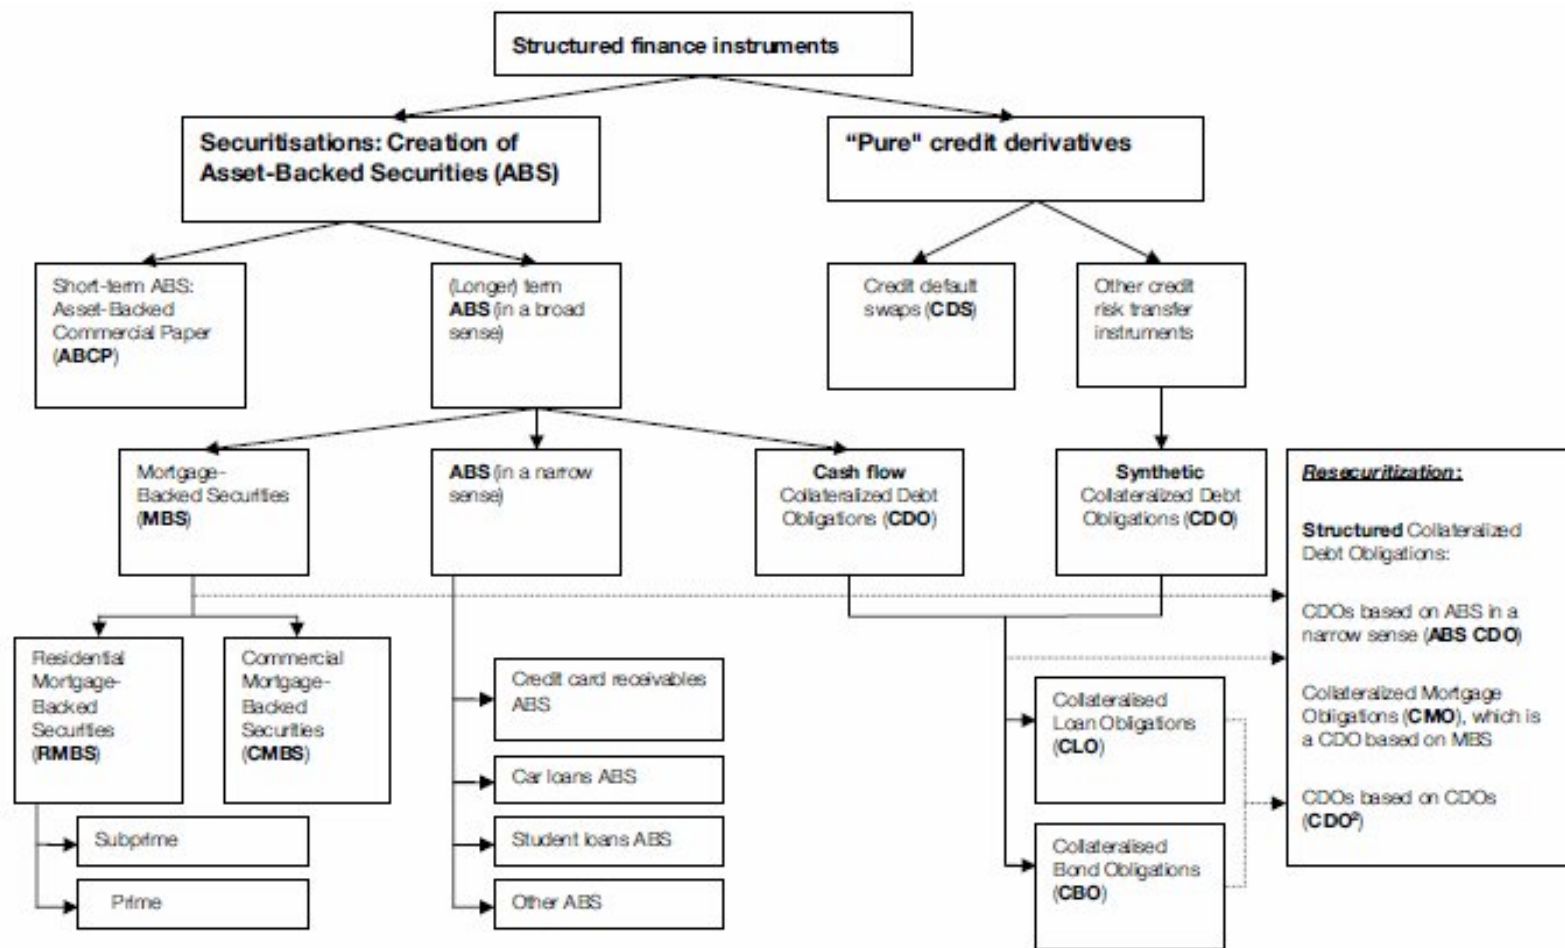 Structured finance instruments
Securitisations: Creation of
Asset-Backed Securities (ABS)
“Pure" credit derivatives
Short-term ABS:
Asset-Backed
Commercial Paper
(ABCP)
(Longer) term
ABS (in a broad
sense)
Credit default
swaps (CDS)
Other credit
risk transfer
instruments
Mortgage-
Backed Securities
(MBS)
ABS (in a narrow
sense)
Cash flow
Collateralized Debt
Obligations (CDO)
Synthetic
Collateralized Debt
Obligations (CDO)
Resecuritization:
Structured Collateralized
Debt Obligations:
CDOs based on ABS in a
narrow sense (ABS CDO)
Collateralized Mortgage
Obligations (CMO), which is
a CDO based on MBS
CDOs based on CDOs
(CDO²)
Residential
Mortgage-
Backed
Securities
(RMBS)
Commercial
Mortgage-
Backed
Securities
(CMBS)
Subprime
Prime
Credit card receivables
ABS
Car loans ABS
Student loans ABS
Other ABS
Collateralised
Loan Obligations
(CLO)
Collateralised
Bond Obligations
(CBO)